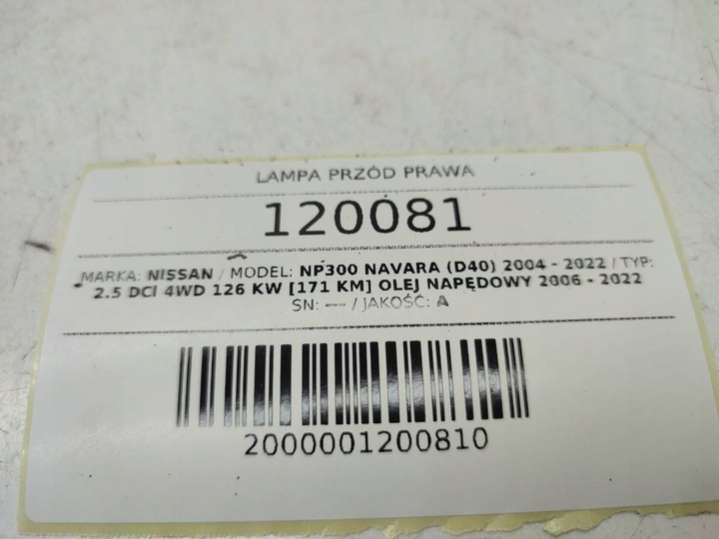 LAMPA PRZÓD PRAWA
120081
MARKA: NISSAN / MODEL: NP300 NAVARA (D40) 2004 - 2022 / TYP:
2.5 DCI 4WD 126 KW [171 KM] OLEJ NAPĘDOWY 2006 - 2022
SN: --- / JAKOŚĆ: A
2000001200810